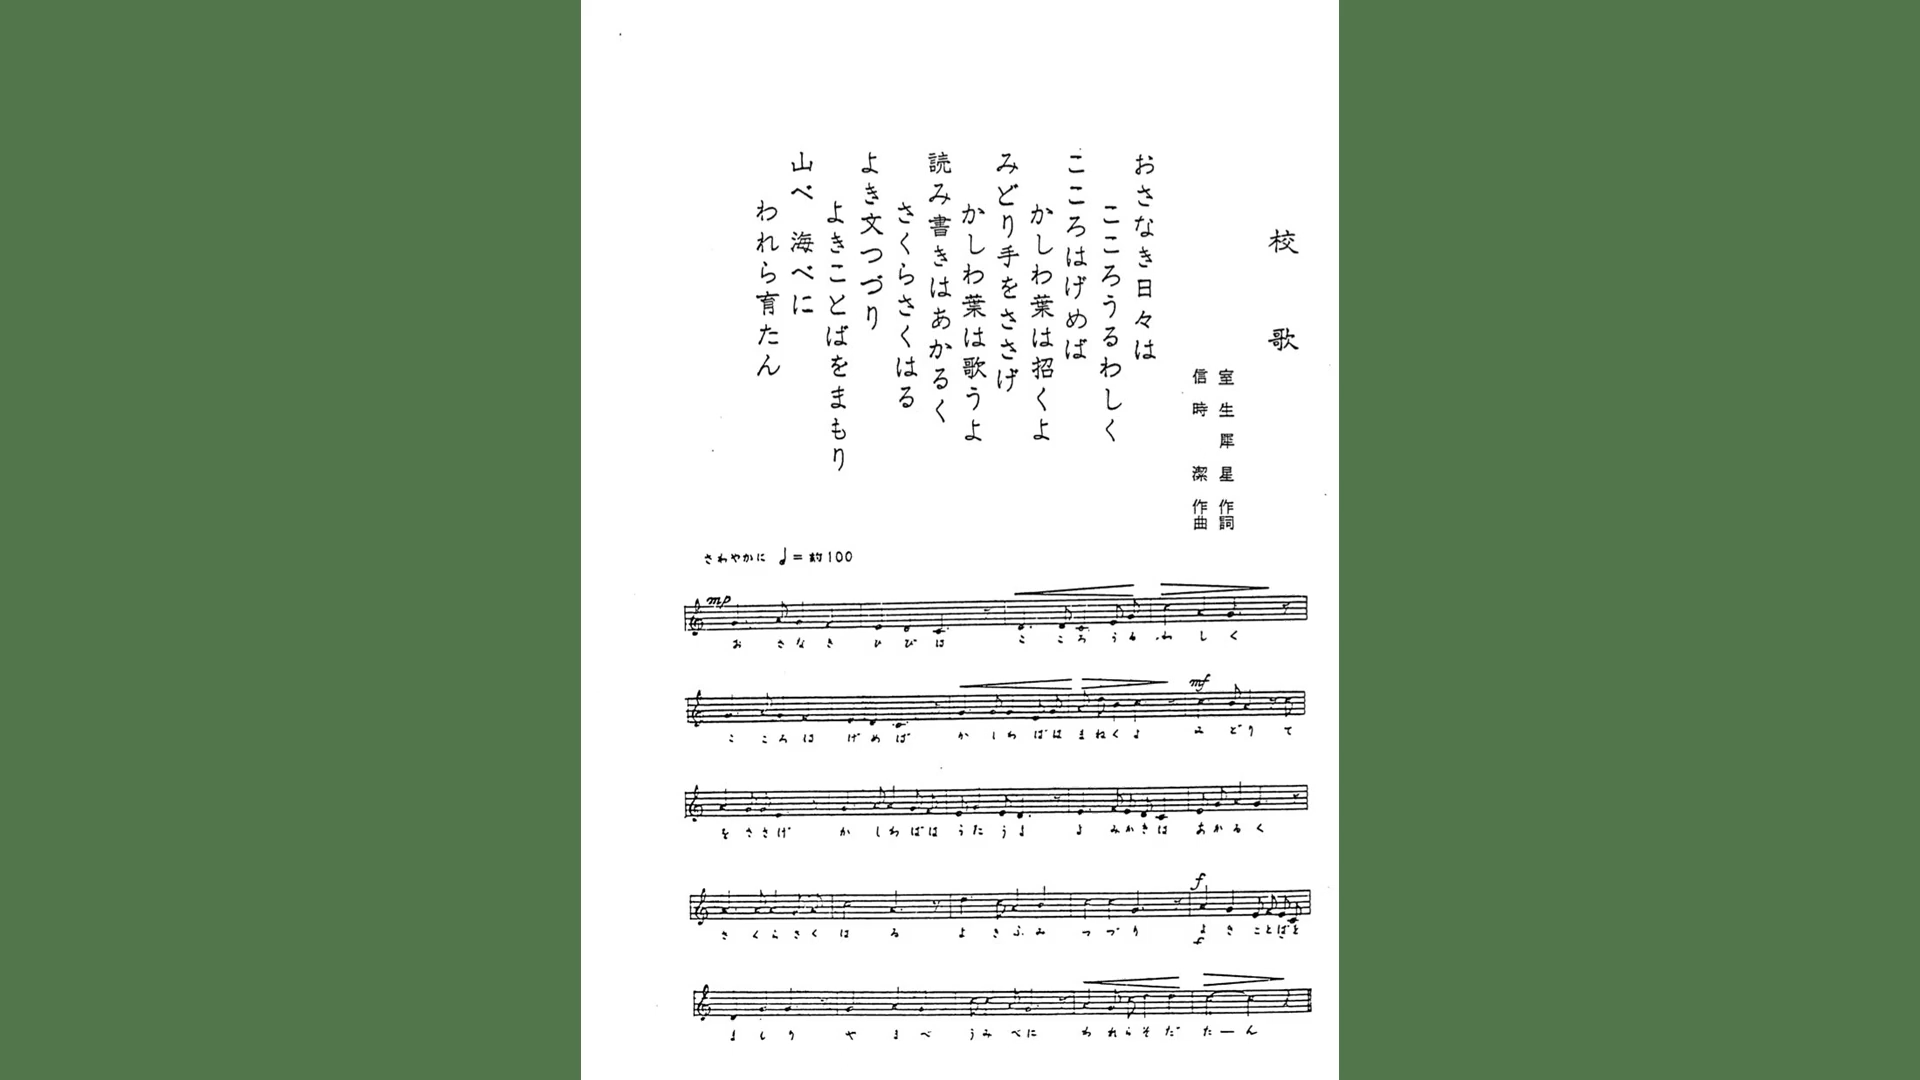 校歌
室生犀星 作詞
信時 潔 作曲
おさなき日々は
こころうるわしく
こころはげめば
かしわ葉は招くよ
みどり手をささげ
かしわ葉は歌うよ
読み書きはあかるく
さくらさくはる
よき文つづり
よきことばをまもり
山べ 海べに
われら育たん
さわやかに ♩= 約100
mp
お さ な き ひ び は こ こ ろ う る わ し く
mf
こ こ ろ は げ め ば か し わ ば は ま ね く よ み ど り て
を さ さ げ か し わ ば は う た う よ よ み か き は あ か る く
f
さ く ら さ く は る よ き ふ み つ づ り よ き こ と ば を
f
ま も り や ま べ う み べ に わ れ ら そ だ た ー ん